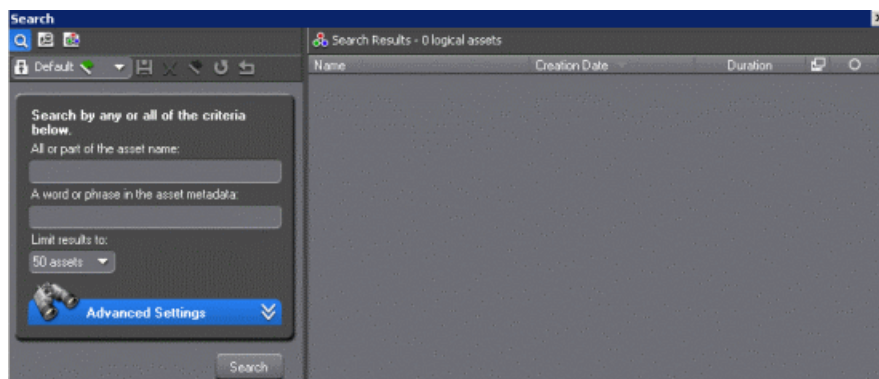 Search
Search Results - 0 logical assets
Default
Name Creation Date Duration
Search by any or all of the criteria
below.
All or part of the asset name:
A word or phrase in the asset metadata:
Limit results to:
50 assets
Advanced Settings
Search